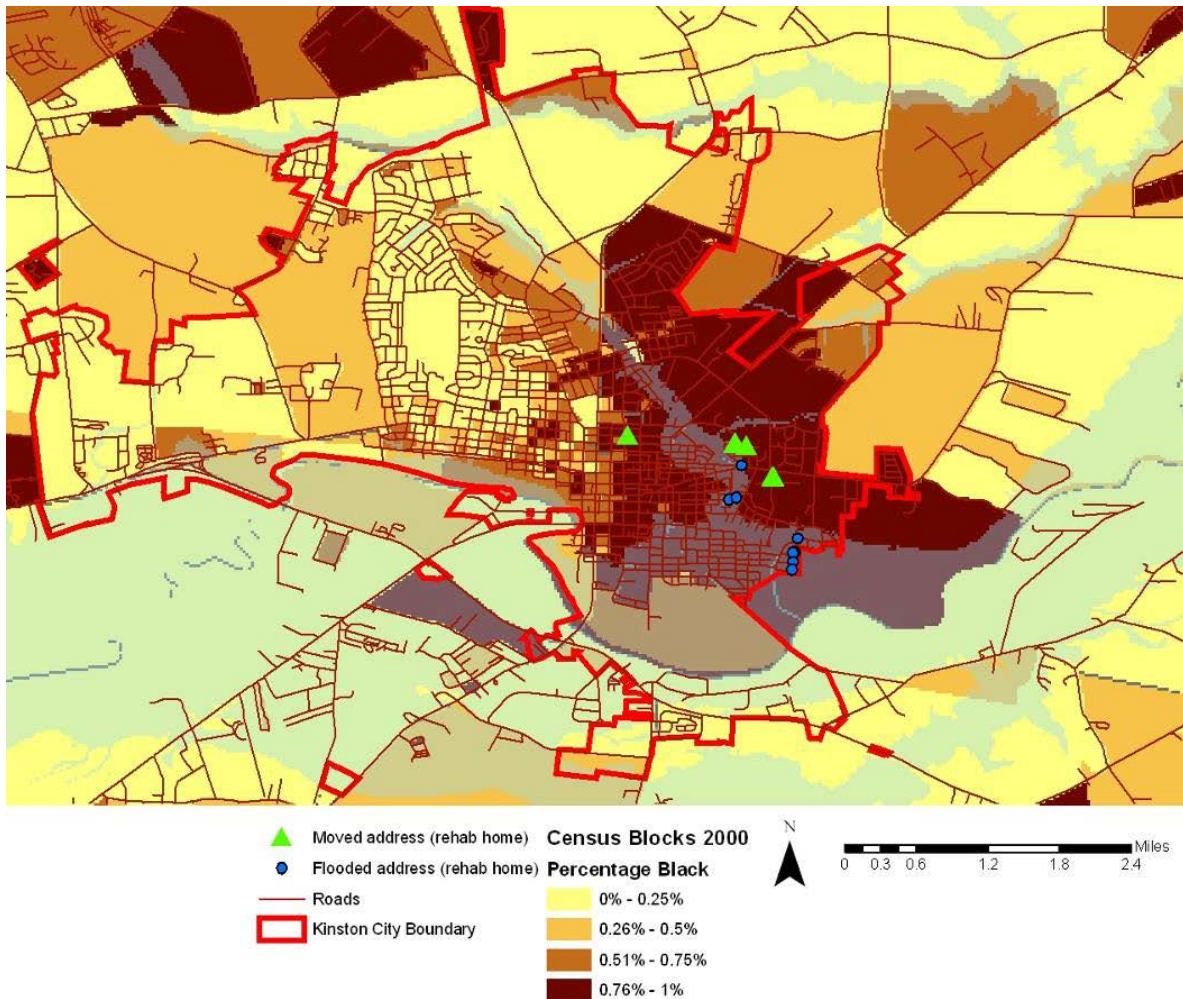 Moved address (rehab home)
Flooded address (rehab home)
Roads
Kinston City Boundary
Census Blocks 2000
Percentage Black
0% - 0.25%
0.26% - 0.5%
0.51% - 0.75%
0.76% - 1%
N
Miles
0 0.3 0.6 1.2 1.8 2.4